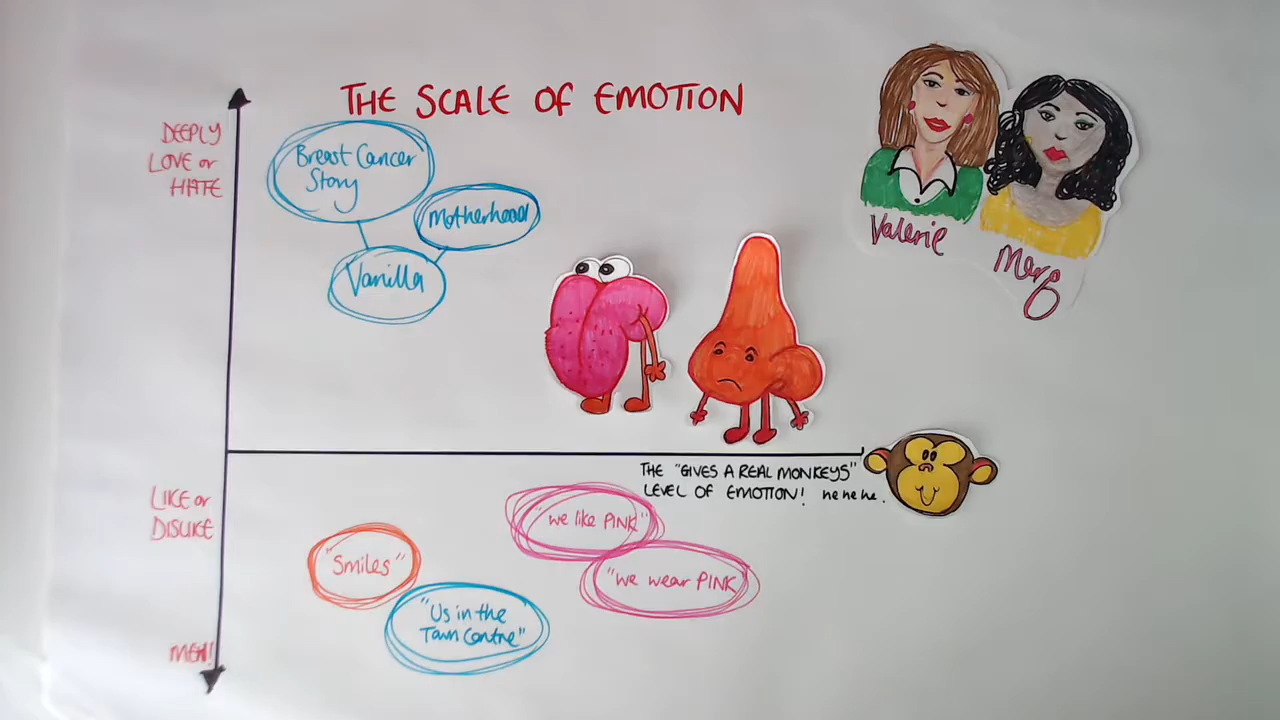 THE SCALE OF EMOTION
DEEPLY
LOVE or
HATE
Breast Cancer
Story
Motherhood
Vanilla
Valerie
Marg
THE "GIVES A REAL MONKEYS"
LEVEL OF EMOTION! he he he.
LIKE or
DISLIKE
"we like PINK"
"Smiles"
"we wear PINK"
"Us in the
Town Centre"
MEH!